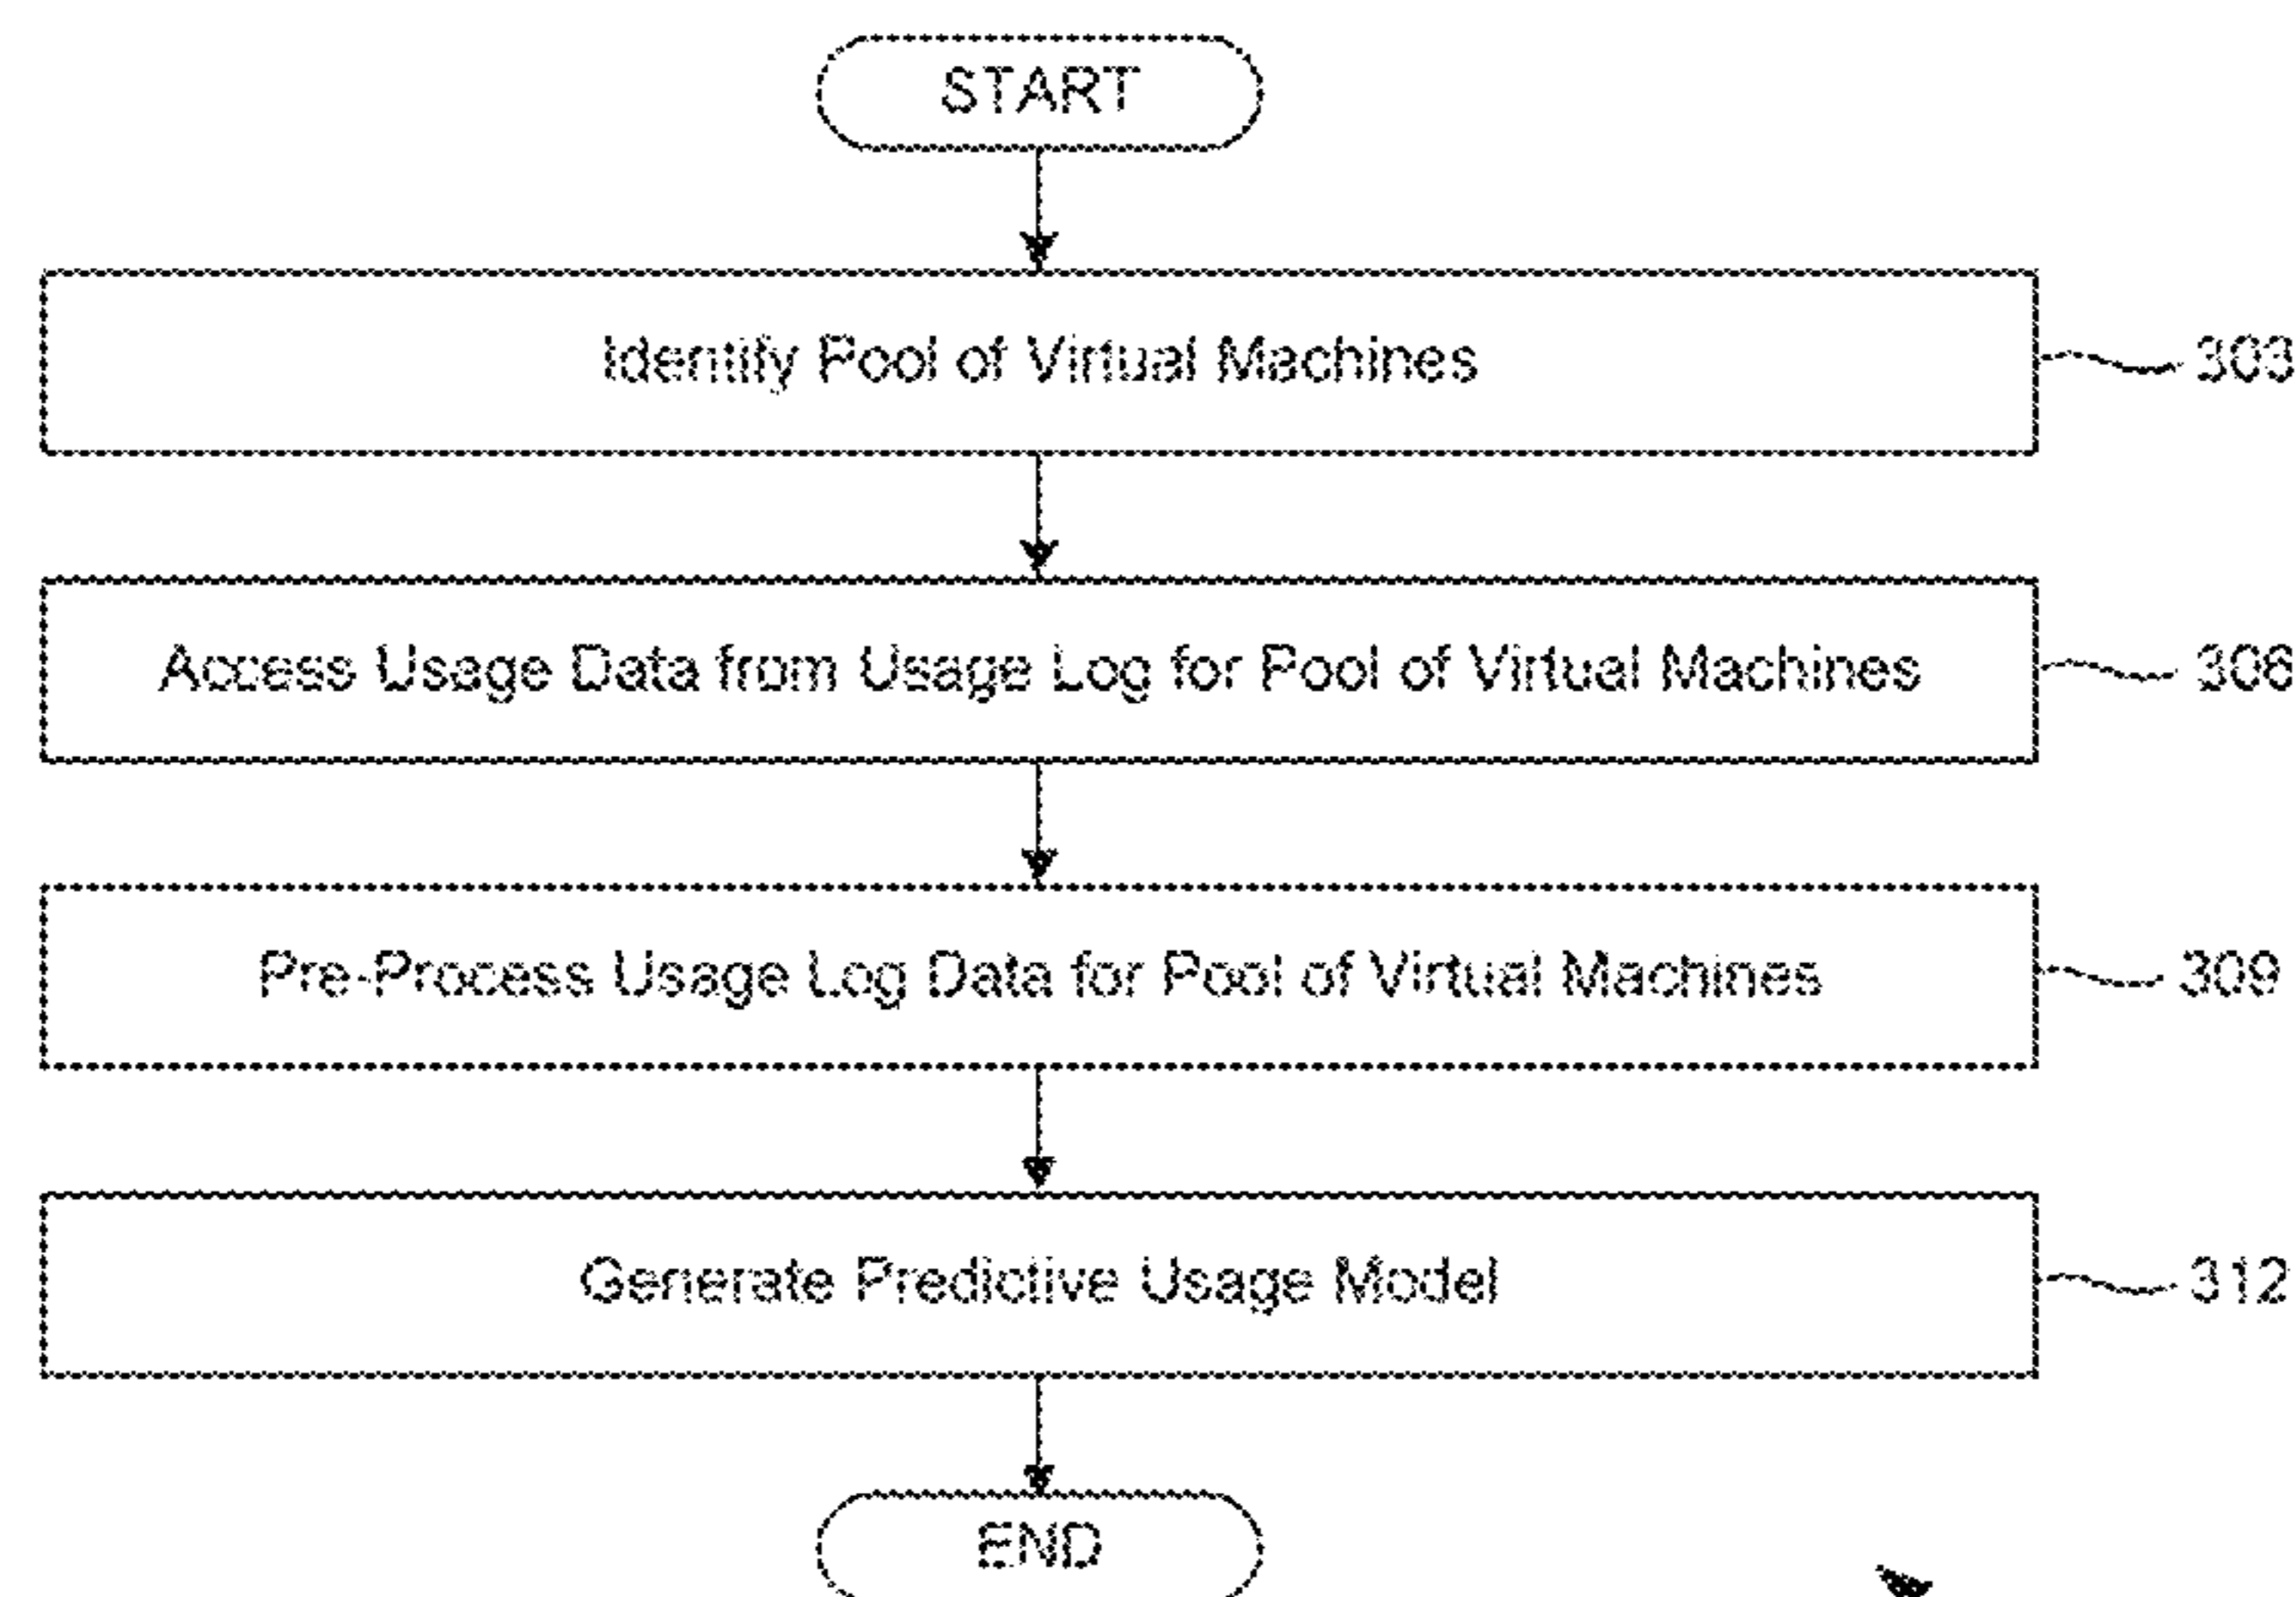 START
Identify Pool of Virtual Machines
303
Access Usage Data from Usage Log for Pool of Virtual Machines
306
Pre-Process Usage Log Data for Pool of Virtual Machines
309
Generate Predictive Usage Model
312
END